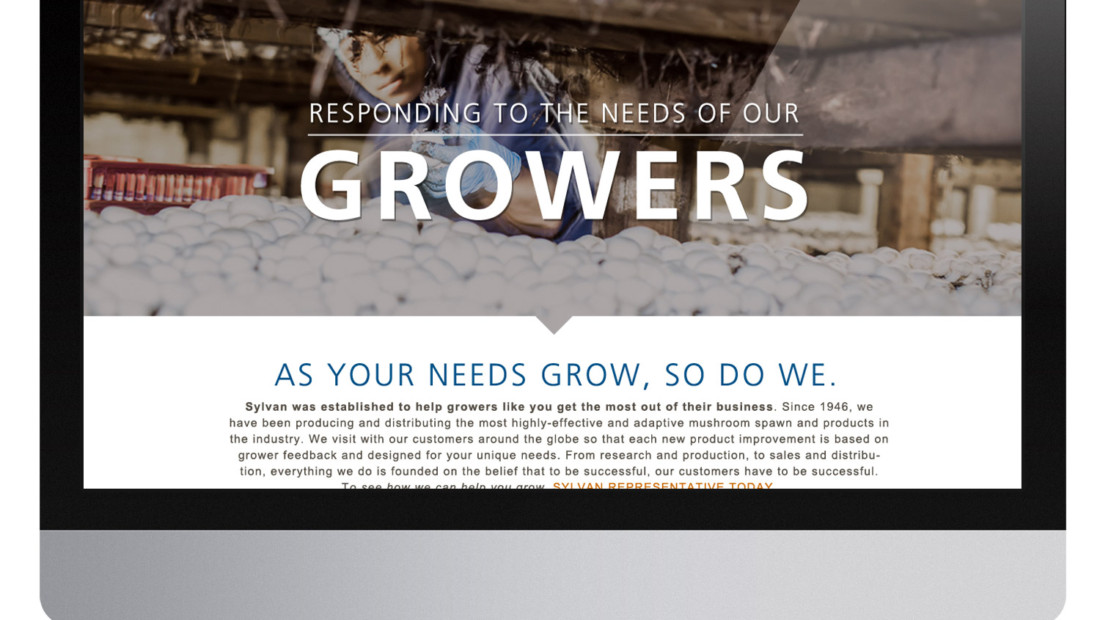 RESPONDING TO THE NEEDS OF OUR
GROWERS
AS YOUR NEEDS GROW, SO DO WE.
Sylvan was established to help growers like you get the most out of their business. Since 1946, we
have been producing and distributing the most highly-effective and adaptive mushroom spawn and products in
the industry. We visit with our customers around the globe so that each new product improvement is based on
grower feedback and designed for your unique needs. From research and production, to sales and distribu-
tion, everything we do is founded on the belief that to be successful, our customers have to be successful.
To see how we can help you grow, SYLVAN REPRESENTATIVE TODAY.